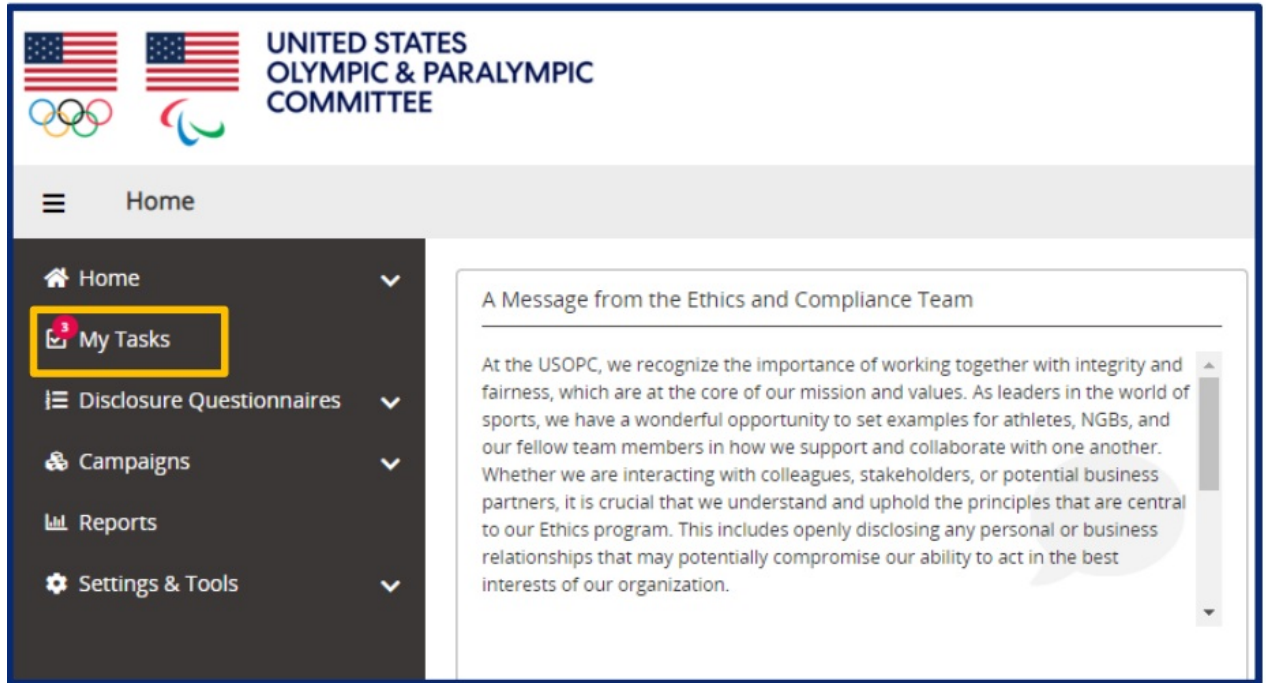 UNITED STATES
OLYMPIC & PARALYMPIC
COMMITTEE
Home
Home
3
My Tasks
Disclosure Questionnaires
Campaigns
Reports
Settings & Tools
A Message from the Ethics and Compliance Team
At the USOPC, we recognize the importance of working together with integrity and
fairness, which are at the core of our mission and values. As leaders in the world of
sports, we have a wonderful opportunity to set examples for athletes, NGBs, and
our fellow team members in how we support and collaborate with one another.
Whether we are interacting with colleagues, stakeholders, or potential business
partners, it is crucial that we understand and uphold the principles that are central
to our Ethics program. This includes openly disclosing any personal or business
relationships that may potentially compromise our ability to act in the best
interests of our organization.